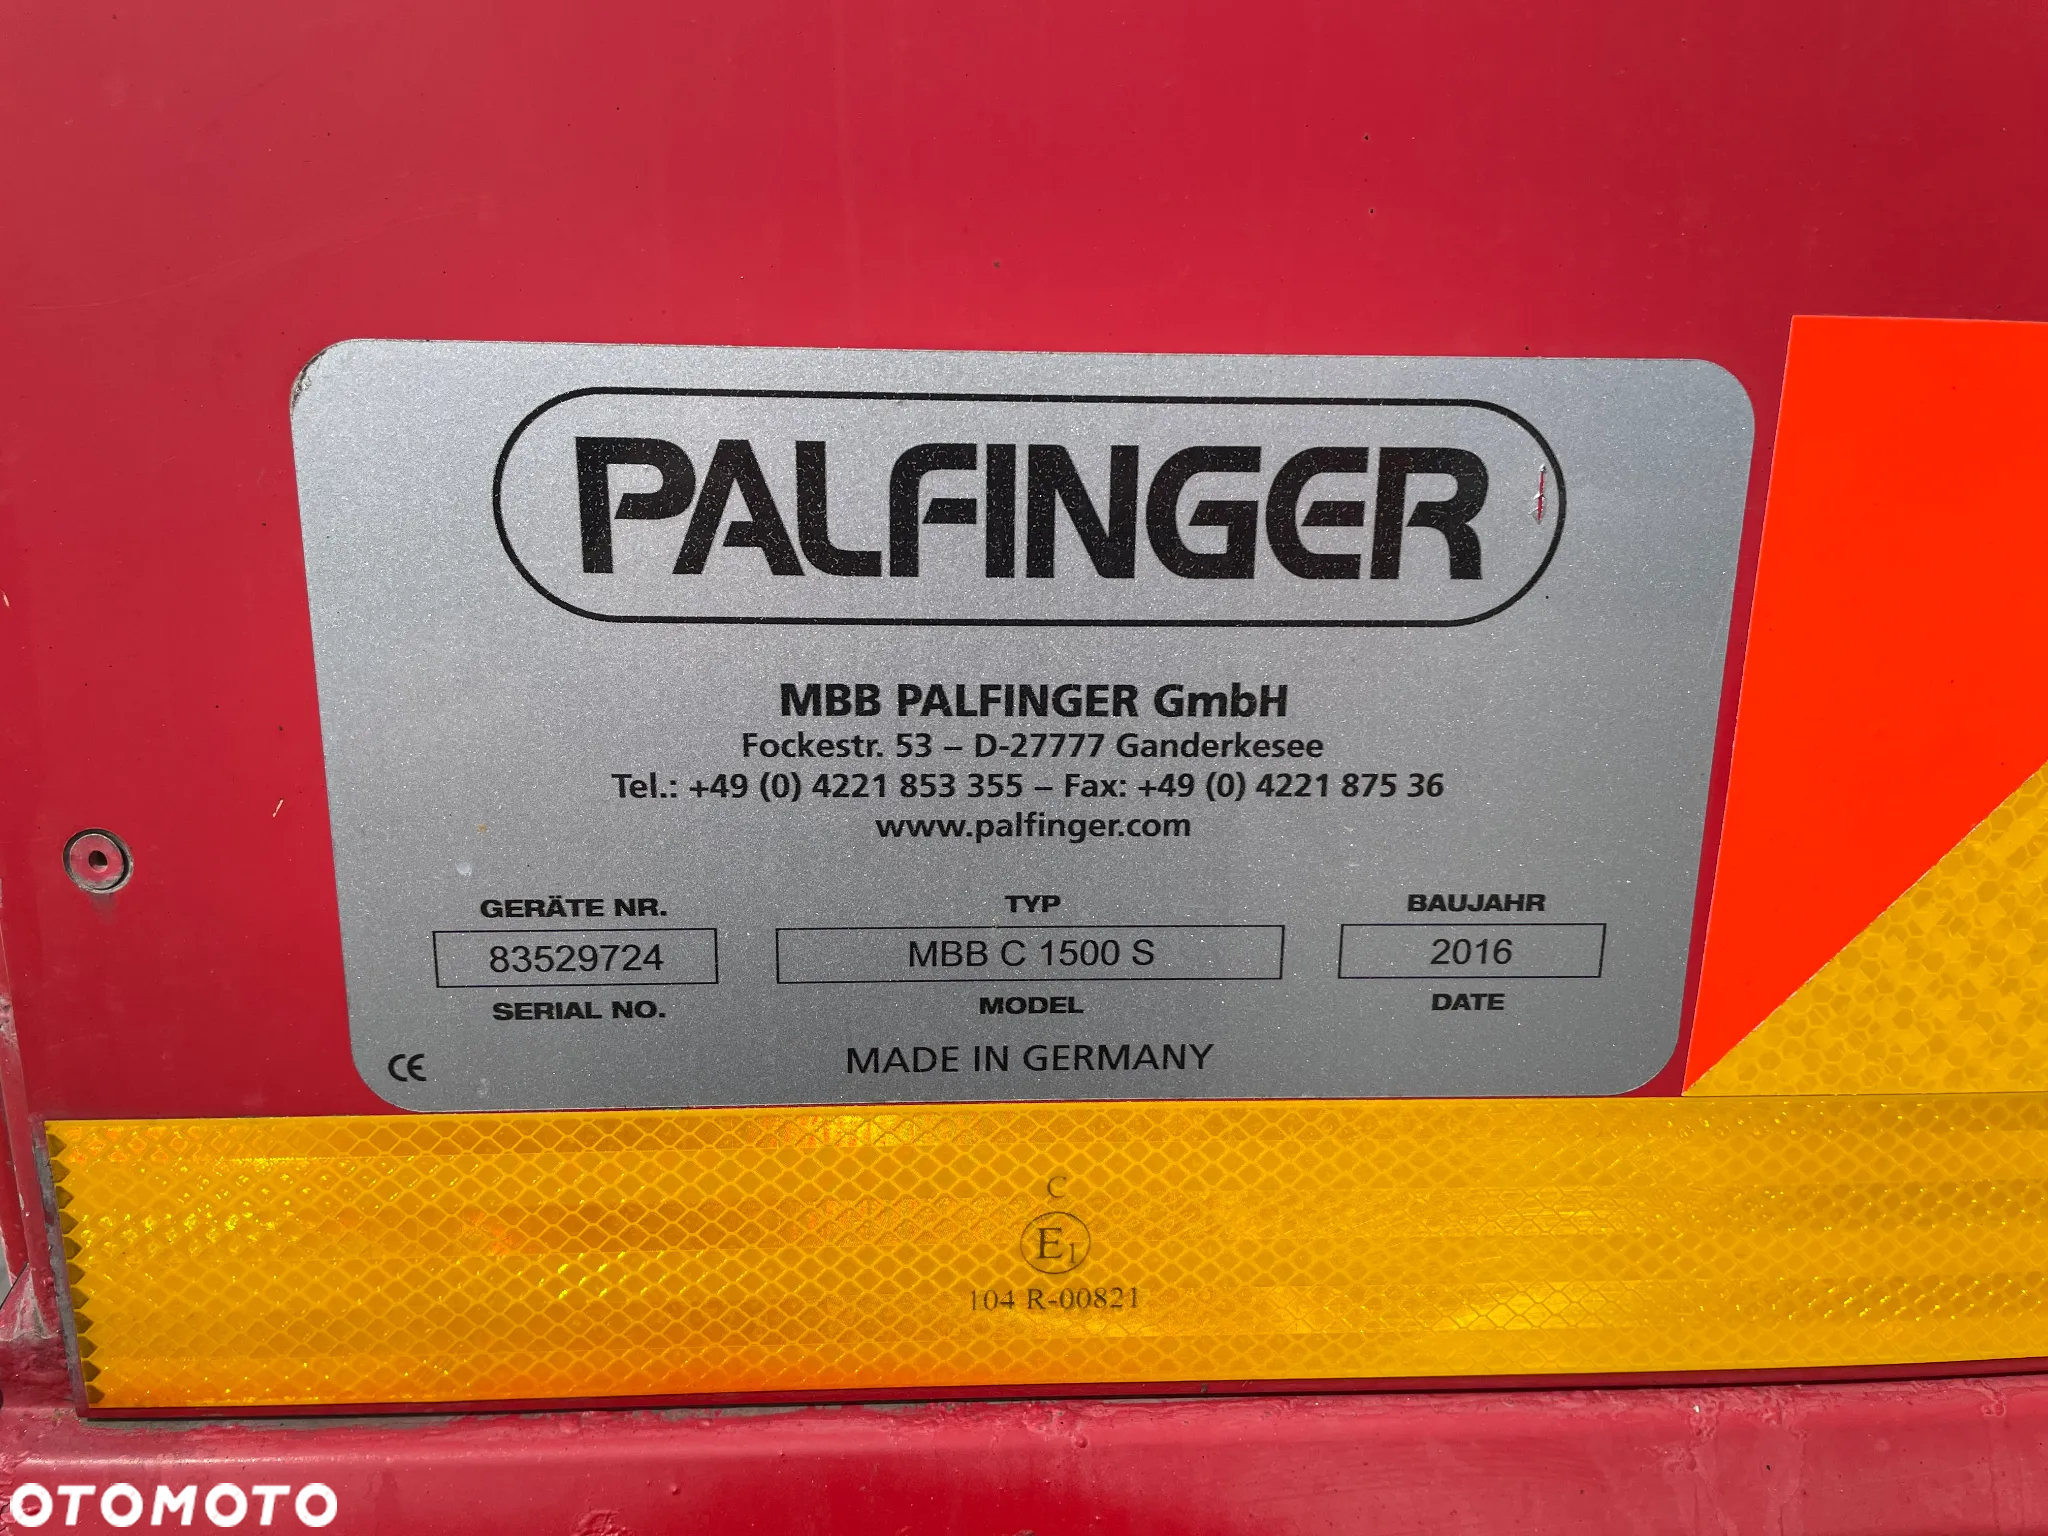 PALFINGER
MBB PALFINGER GmbH
Fockestr. 53 – D-27777 Ganderkesee
Tel.: +49 (0) 4221 853 355 – Fax: +49 (0) 4221 875 36
www.palfinger.com
GERÄTE NR. TYP BAUJAHR
83529724 MBB C 1500 S 2016
SERIAL NO. MODEL DATE
CE MADE IN GERMANY
C
E1
104 R-00821
OTOMOTO